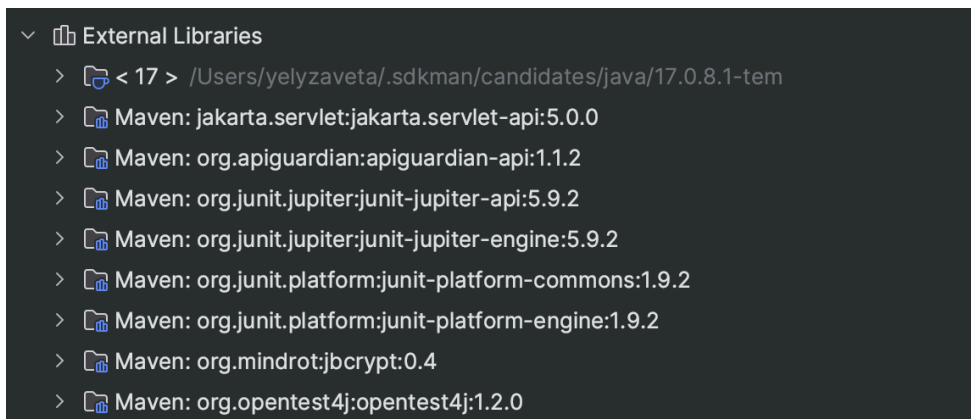 External Libraries
< 17 > /Users/yelyzaveta/.sdkman/candidates/java/17.0.8.1-tem
Maven: jakarta.servlet:jakarta.servlet-api:5.0.0
Maven: org.apiguardian:apiguardian-api:1.1.2
Maven: org.junit.jupiter:junit-jupiter-api:5.9.2
Maven: org.junit.jupiter:junit-jupiter-engine:5.9.2
Maven: org.junit.platform:junit-platform-commons:1.9.2
Maven: org.junit.platform:junit-platform-engine:1.9.2
Maven: org.mindrot:jbcrypt:0.4
Maven: org.opentest4j:opentest4j:1.2.0